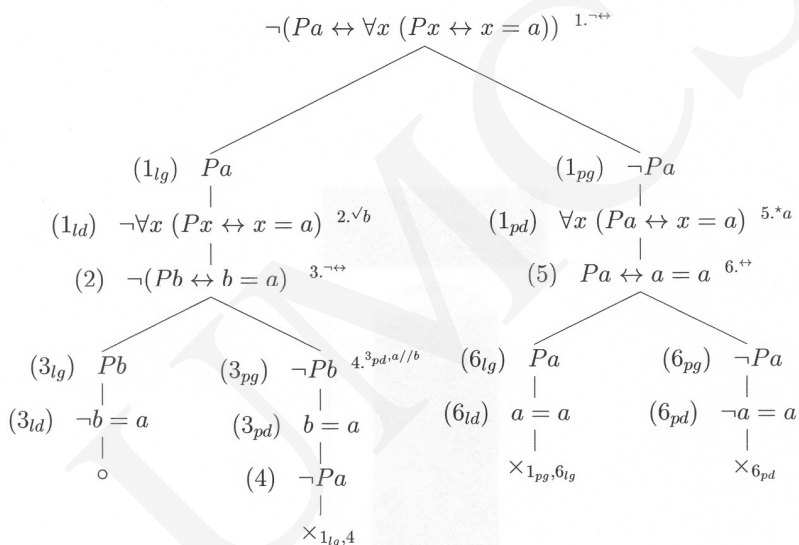 ¬(Pa ↔ ∀x (Px ↔ x = a)) 1.¬↔
(1lg) Pa (1pg) ¬Pa
(1ld) ¬∀x (Px ↔ x = a) 2.√b (1pd) ∀x (Pa ↔ x = a) 5.⋆a
(2) ¬(Pb ↔ b = a) 3.¬↔ (5) Pa ↔ a = a 6.↔
(3lg) Pb (3pg) ¬Pb 4.3pd,a//b (6lg) Pa (6pg) ¬Pa
(3ld) ¬b = a (3pd) b = a (6ld) a = a (6pd) ¬a = a
∘ (4) ¬Pa ×1pg,6lg ×6pd
×1lg,4
UMCS